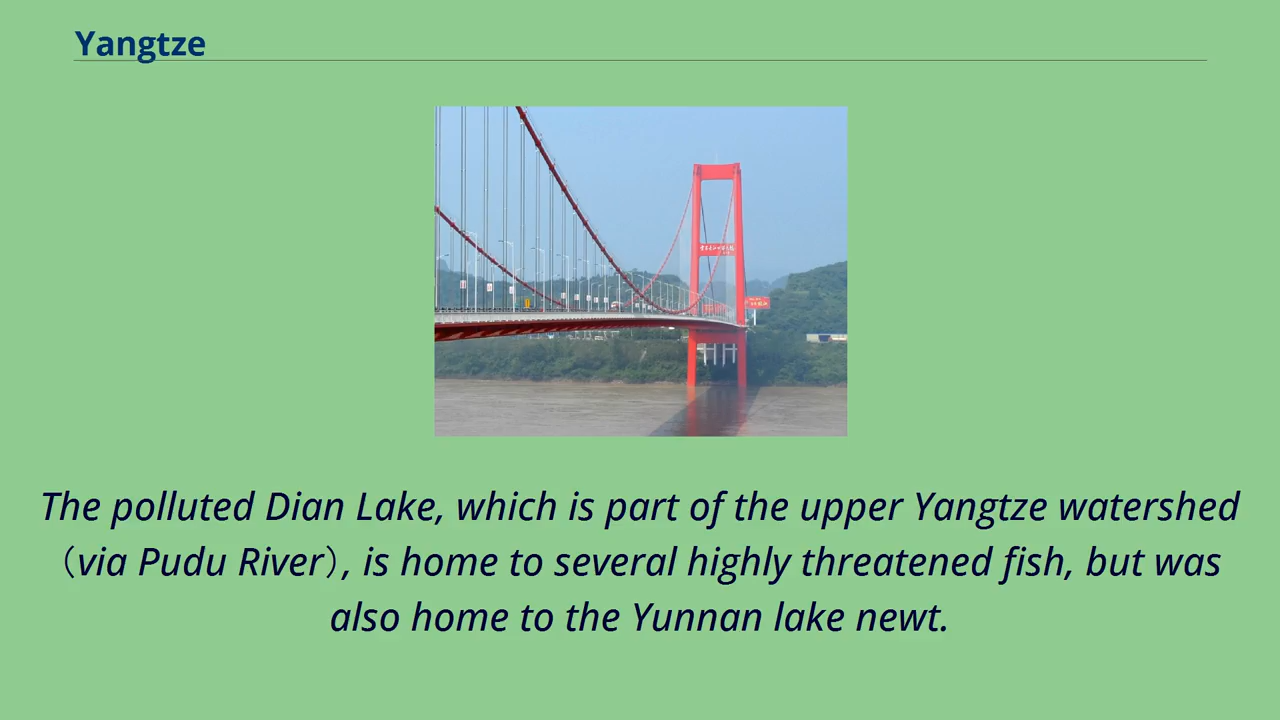 Yangtze
The polluted Dian Lake, which is part of the upper Yangtze watershed
（via Pudu River）, is home to several highly threatened fish, but was
also home to the Yunnan lake newt.